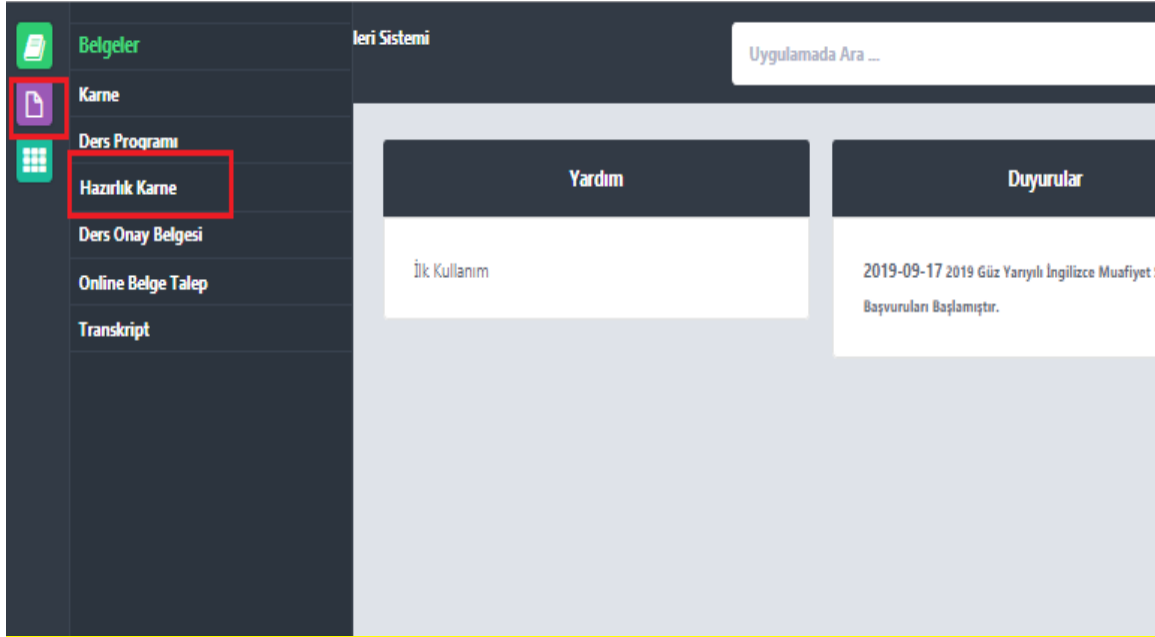 Belgeler
Karne
Ders Programı
Hazırlık Karne
Ders Onay Belgesi
Online Belge Talep
Transkript
leri Sistemi
Uygulamada Ara ...
Yardım
İlk Kullanım
Duyurular
2019-09-17 2019 Güz Yarıyılı İngilizce Muafiyet
Başvuruları Başlamıştır.